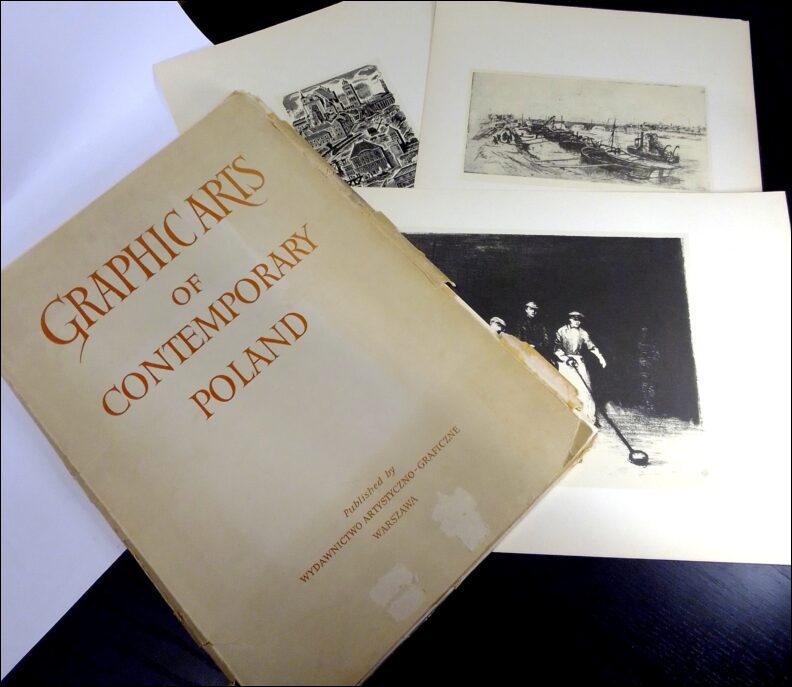 GRAPHIC ARTS
OF
CONTEMPORARY
POLAND
Published by
WYDAWNICTWO ARTYSTYCZNO-GRAFICZNE
WARSZAWA